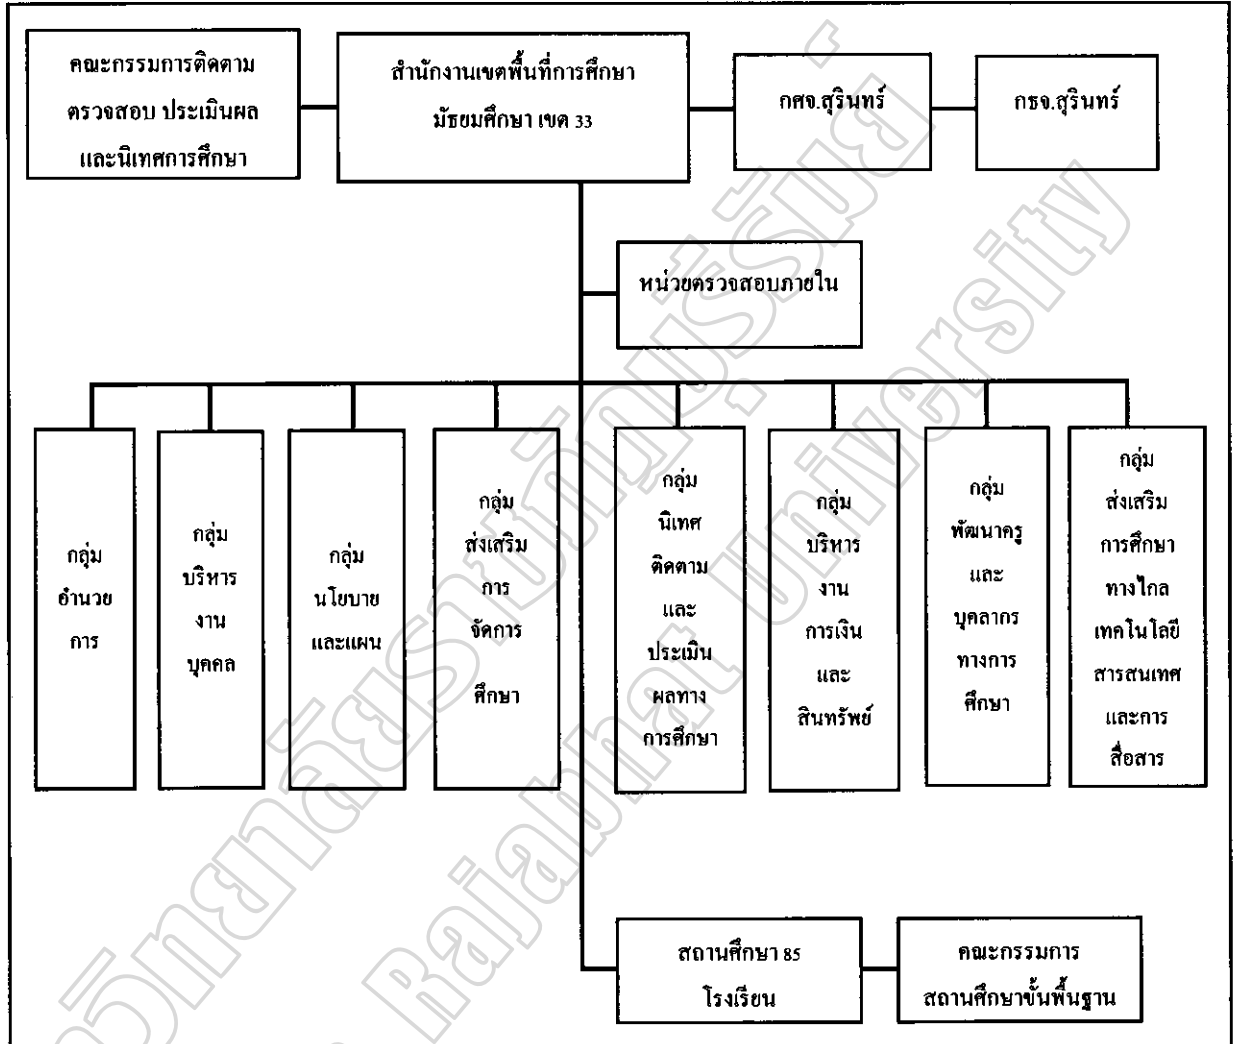 คณะกรรมการติดตาม
ตรวจสอบ ประเมินผล
และนิเทศการศึกษา
สำนักงานเขตพื้นที่การศึกษา
มัธยมศึกษา เขต 33
กศจ.สุรินทร์
กธจ.สุรินทร์
หน่วยตรวจสอบภายใน
กลุ่ม
อำนวย
การ
กลุ่ม
บริหาร
งาน
บุคคล
กลุ่ม
นโยบาย
และแผน
กลุ่ม
ส่งเสริม
การ
จัดการ
ศึกษา
กลุ่ม
นิเทศ
ติดตาม
และ
ประเมิน
ผลทาง
การศึกษา
กลุ่ม
บริหาร
งาน
การเงิน
และ
สินทรัพย์
กลุ่ม
พัฒนาครู
และ
บุคลากร
ทางการ
ศึกษา
กลุ่ม
ส่งเสริม
การศึกษา
ทางไกล
เทคโนโลยี
สารสนเทศ
และการ
สื่อสาร
สถานศึกษา 85
โรงเรียน
คณะกรรมการ
สถานศึกษาขั้นพื้นฐาน
Rajabhat University